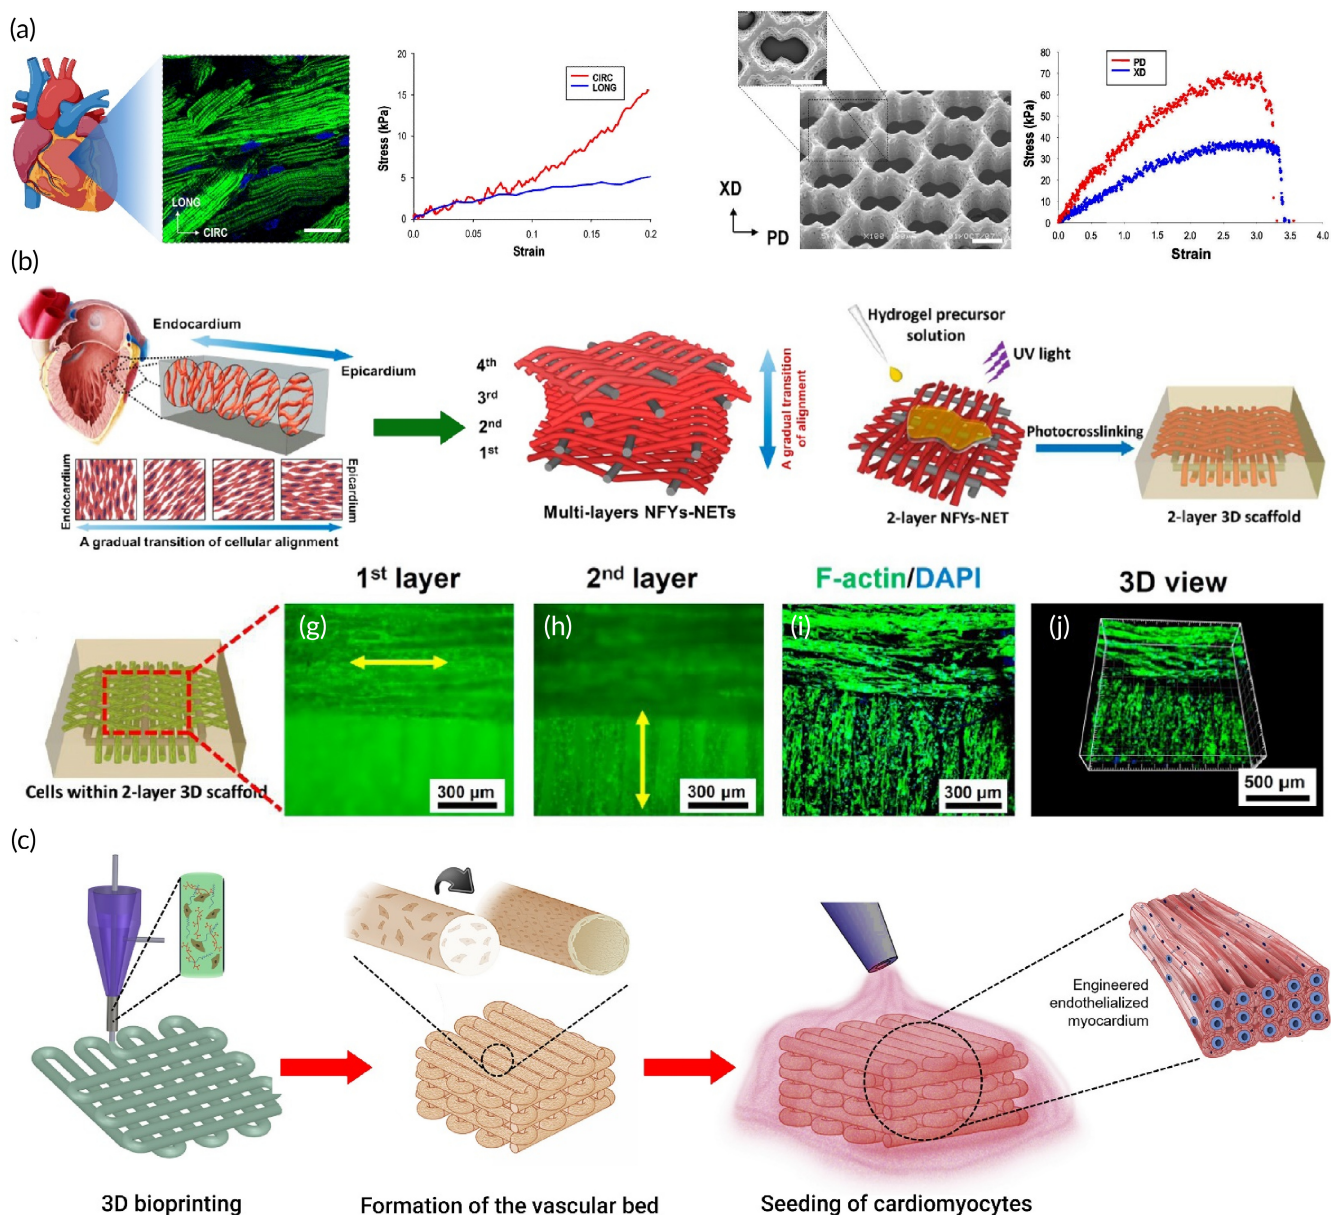 (a)
LONG
CIRC
20
15
10
5
0
Stress (kPa)
CIRC
LONG
0.0
0.05
0.10
0.15
0.2
Strain
XD
PD
80
70
60
50
40
30
20
10
0
Stress (kPa)
PD
XD
0.0
0.5
1.0
1.5
2.0
2.5
3.0
3.5
4.0
Strain
(b)
Endocardium
Epicardium
Endocardium
Epicardium
A gradual transition of cellular alignment
4th
3rd
2nd
1st
A gradual transition
of alignment
Multi-layers NFYs-NETs
Hydrogel precursor
solution
UV light
Photocrosslinking
2-layer NFYs-NET
2-layer 3D scaffold
1st layer
2nd layer
F-actin/DAPI
3D view
(g)
(h)
(i)
(j)
300 µm
300 µm
300 µm
500 µm
Cells within 2-layer 3D scaffold
(c)
Engineered
endothelialized
myocardium
3D bioprinting
Formation of the vascular bed
Seeding of cardiomyocytes